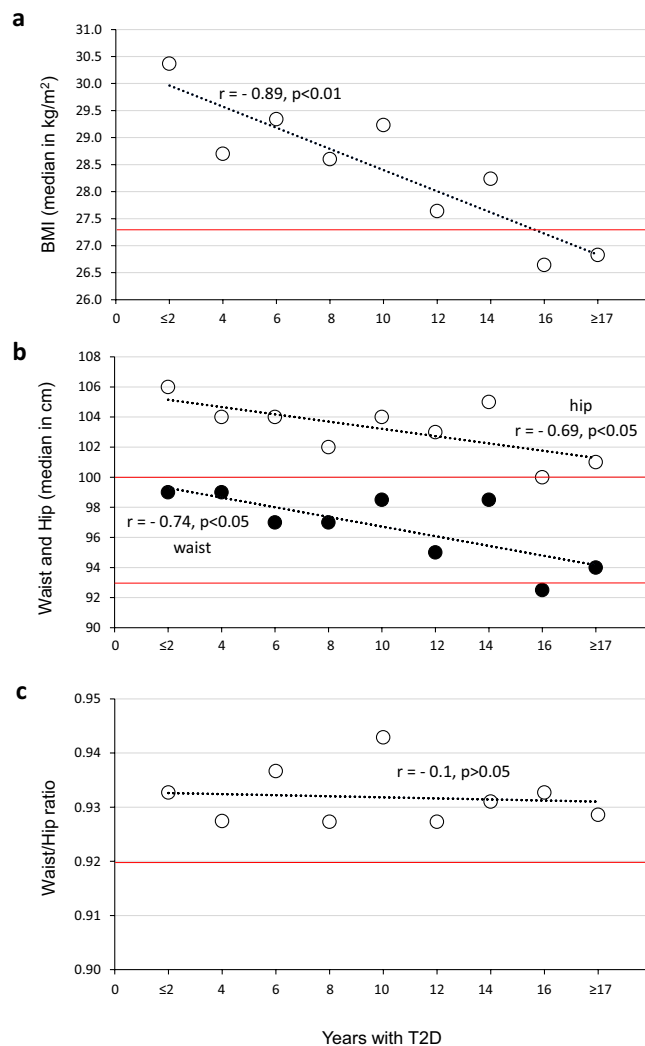 a
30.5
30.0
29.5
29.0
28.5
28.0
27.5
27.0
26.5
26.0
BMI (median in kg/m²)
r = - 0.89, p<0.01
0 ≤2 4 6 8 10 12 14 16 ≥17
b
108
106
104
102
100
98
96
94
92
90
Waist and Hip (median in cm)
hip
r = - 0.69, p<0.05
r = - 0.74, p<0.05
waist
0 ≤2 4 6 8 10 12 14 16 ≥17
c
0.95
0.94
0.93
0.92
0.91
0.90
Waist/Hip ratio
r = - 0.1, p>0.05
0 ≤2 4 6 8 10 12 14 16 ≥17
Years with T2D